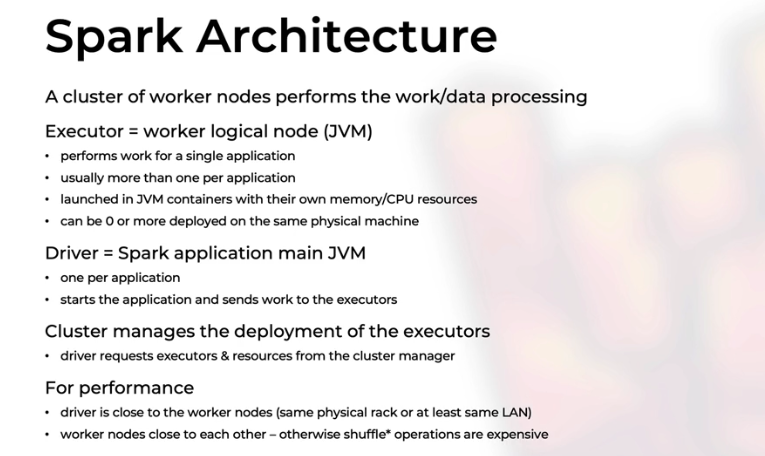 Spark Architecture
A cluster of worker nodes performs the work/data processing
Executor = worker logical node (JVM)
• performs work for a single application
• usually more than one per application
• launched in JVM containers with their own memory/CPU resources
• can be 0 or more deployed on the same physical machine
Driver = Spark application main JVM
• one per application
• starts the application and sends work to the executors
Cluster manages the deployment of the executors
• driver requests executors & resources from the cluster manager
For performance
• driver is close to the worker nodes (same physical rack or at least same LAN)
• worker nodes close to each other – otherwise shuffle* operations are expensive